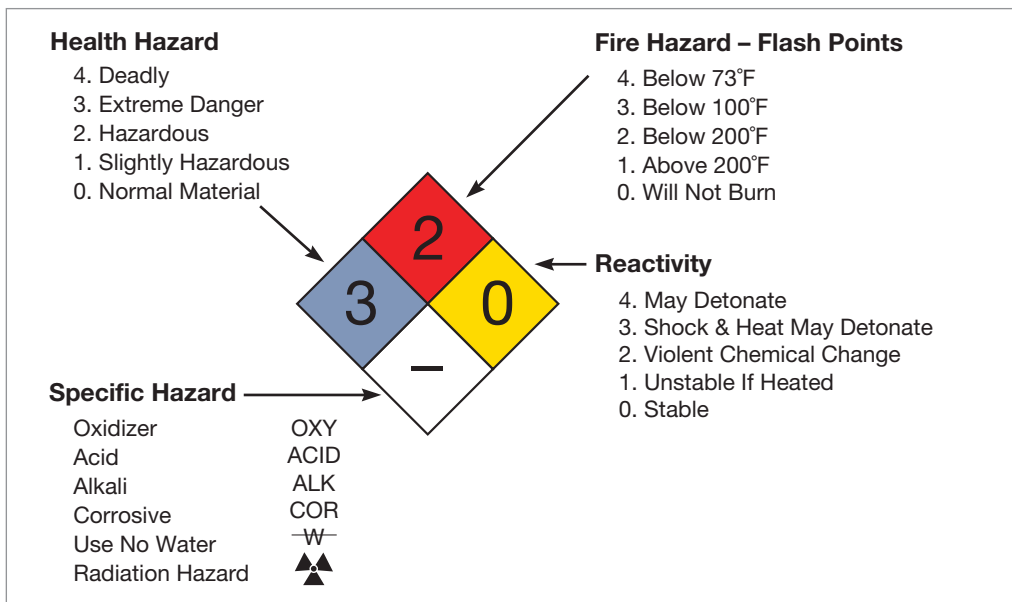 Health Hazard
4. Deadly
3. Extreme Danger
2. Hazardous
1. Slightly Hazardous
0. Normal Material
Fire Hazard – Flash Points
4. Below 73°F
3. Below 100°F
2. Below 200°F
1. Above 200°F
0. Will Not Burn
2
3
0
–
Reactivity
4. May Detonate
3. Shock & Heat May Detonate
2. Violent Chemical Change
1. Unstable If Heated
0. Stable
Specific Hazard
Oxidizer OXY
Acid ACID
Alkali ALK
Corrosive COR
Use No Water W
Radiation Hazard